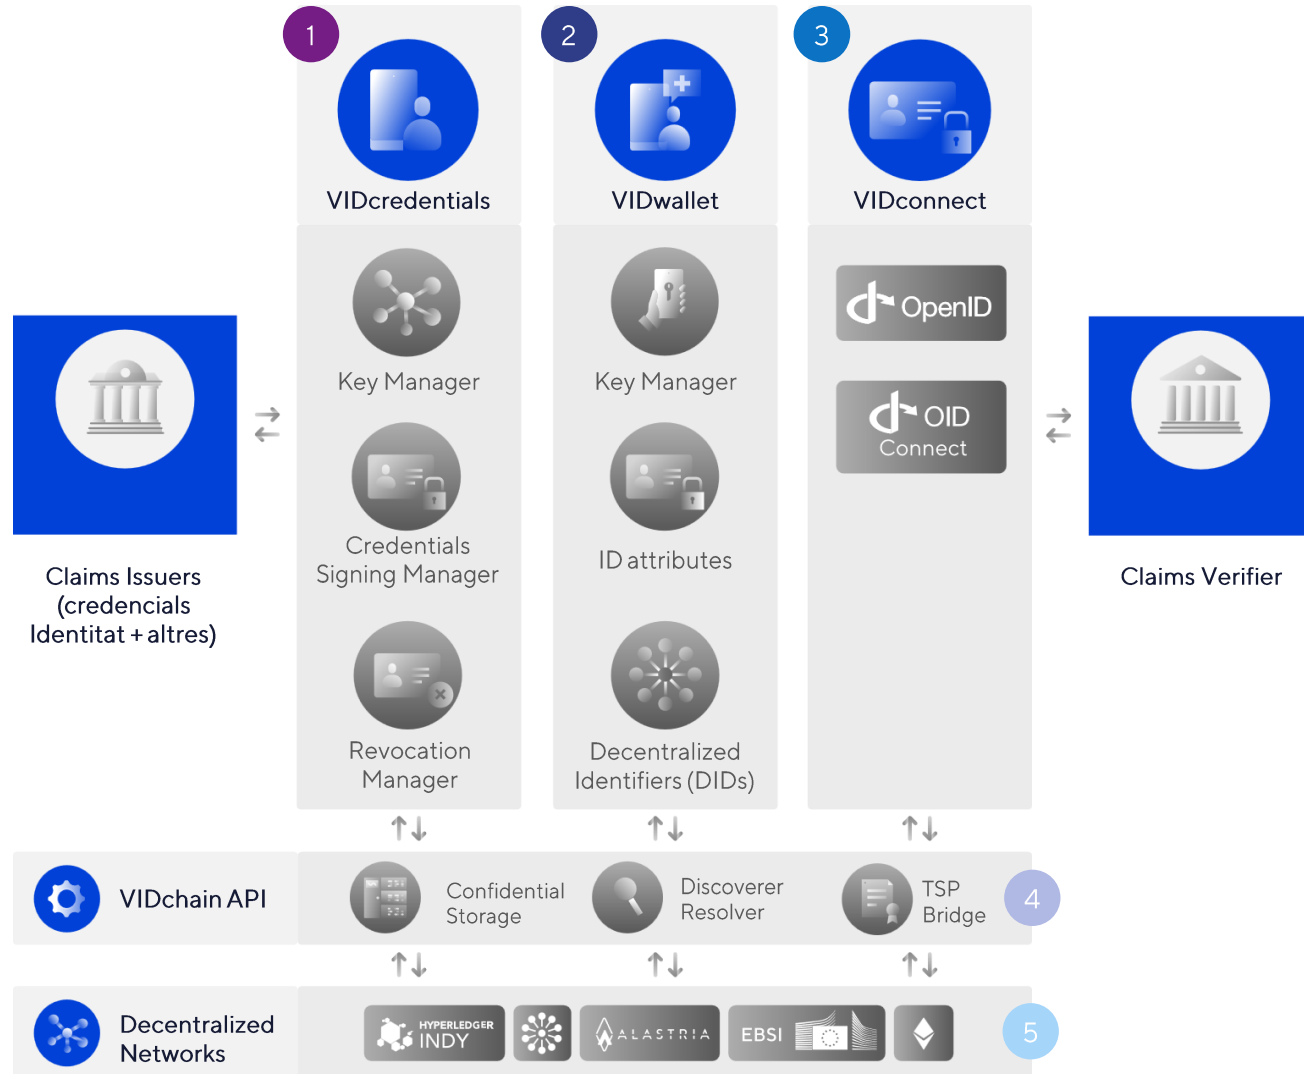 1
VIDcredentials
Key Manager
Credentials
Signing Manager
Revocation
Manager
2
VIDwallet
Key Manager
ID attributes
Decentralized
Identifiers (DIDs)
3
VIDconnect
OpenID
OID
Connect
Claims Issuers
(credencials
Identitat + altres)
Claims Verifier
VIDchain API
Confidential
Storage
Discoverer
Resolver
TSP
Bridge
4
Decentralized
Networks
HYPERLEDGER
INDY
ALASTRIA
EBSI
5